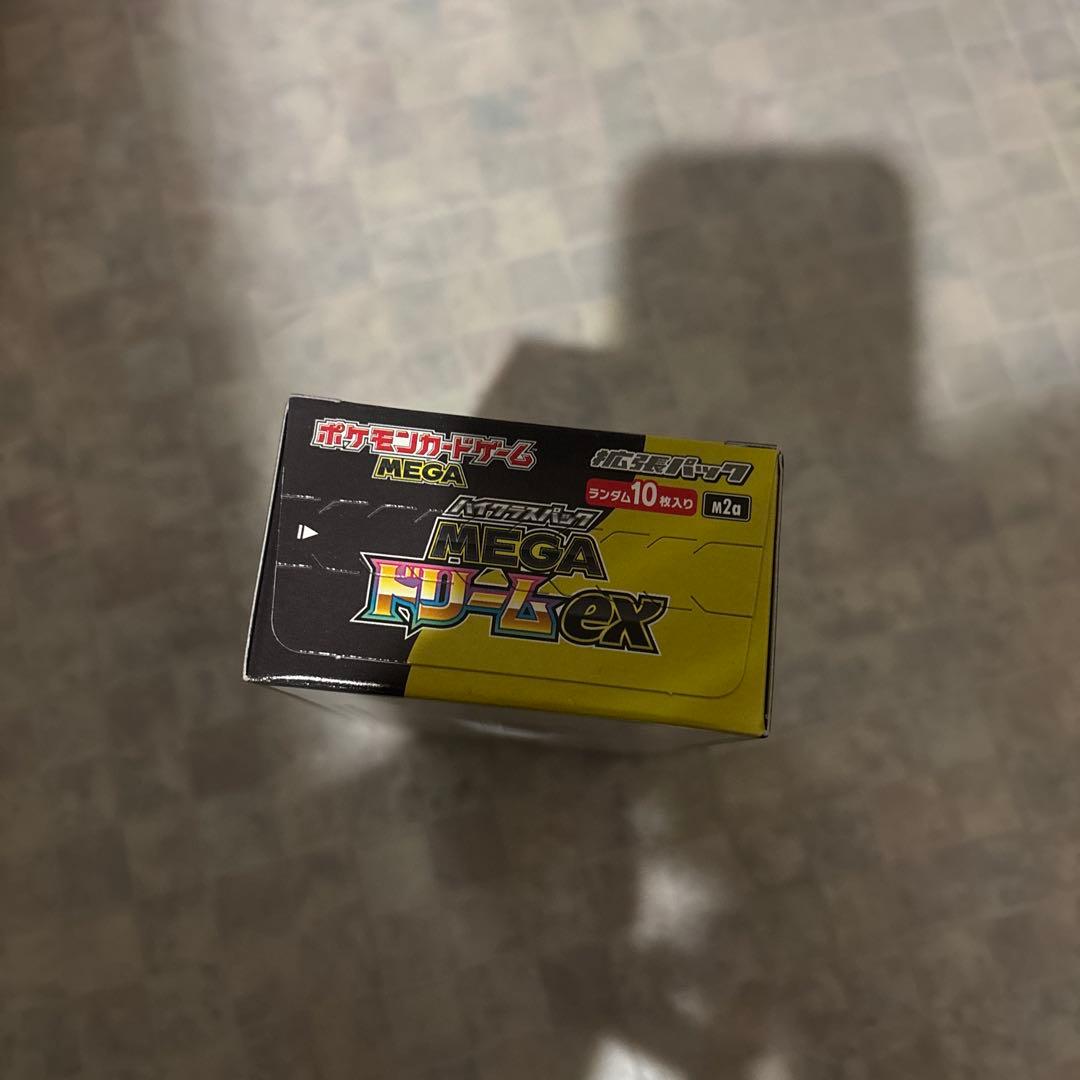 ポケモンカードゲーム
MEGA
拡張パック
ランダム10枚入り
M2a
ハイクラスパック
MEGA
ドリームex